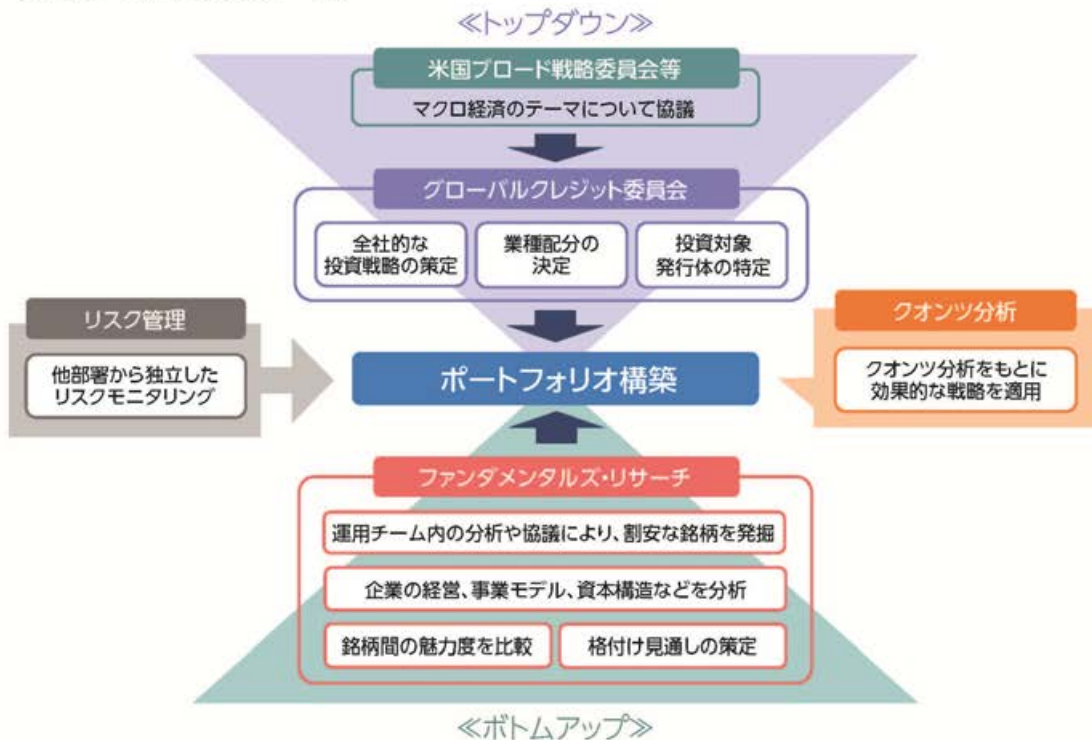 ≪トップダウン≫
米国ブロード戦略委員会等
マクロ経済のテーマについて協議
グローバルクレジット委員会
全社的な
投資戦略の策定
業種配分の
決定
投資対象
発行体の特定
リスク管理
他部署から独立した
リスクモニタリング
ポートフォリオ構築
クオンツ分析
クオンツ分析をもとに
効果的な戦略を適用
ファンダメンタルズ・リサーチ
運用チーム内の分析や協議により、割安な銘柄を発掘
企業の経営、事業モデル、資本構造などを分析
銘柄間の魅力度を比較
格付け見通しの策定
≪ボトムアップ≫